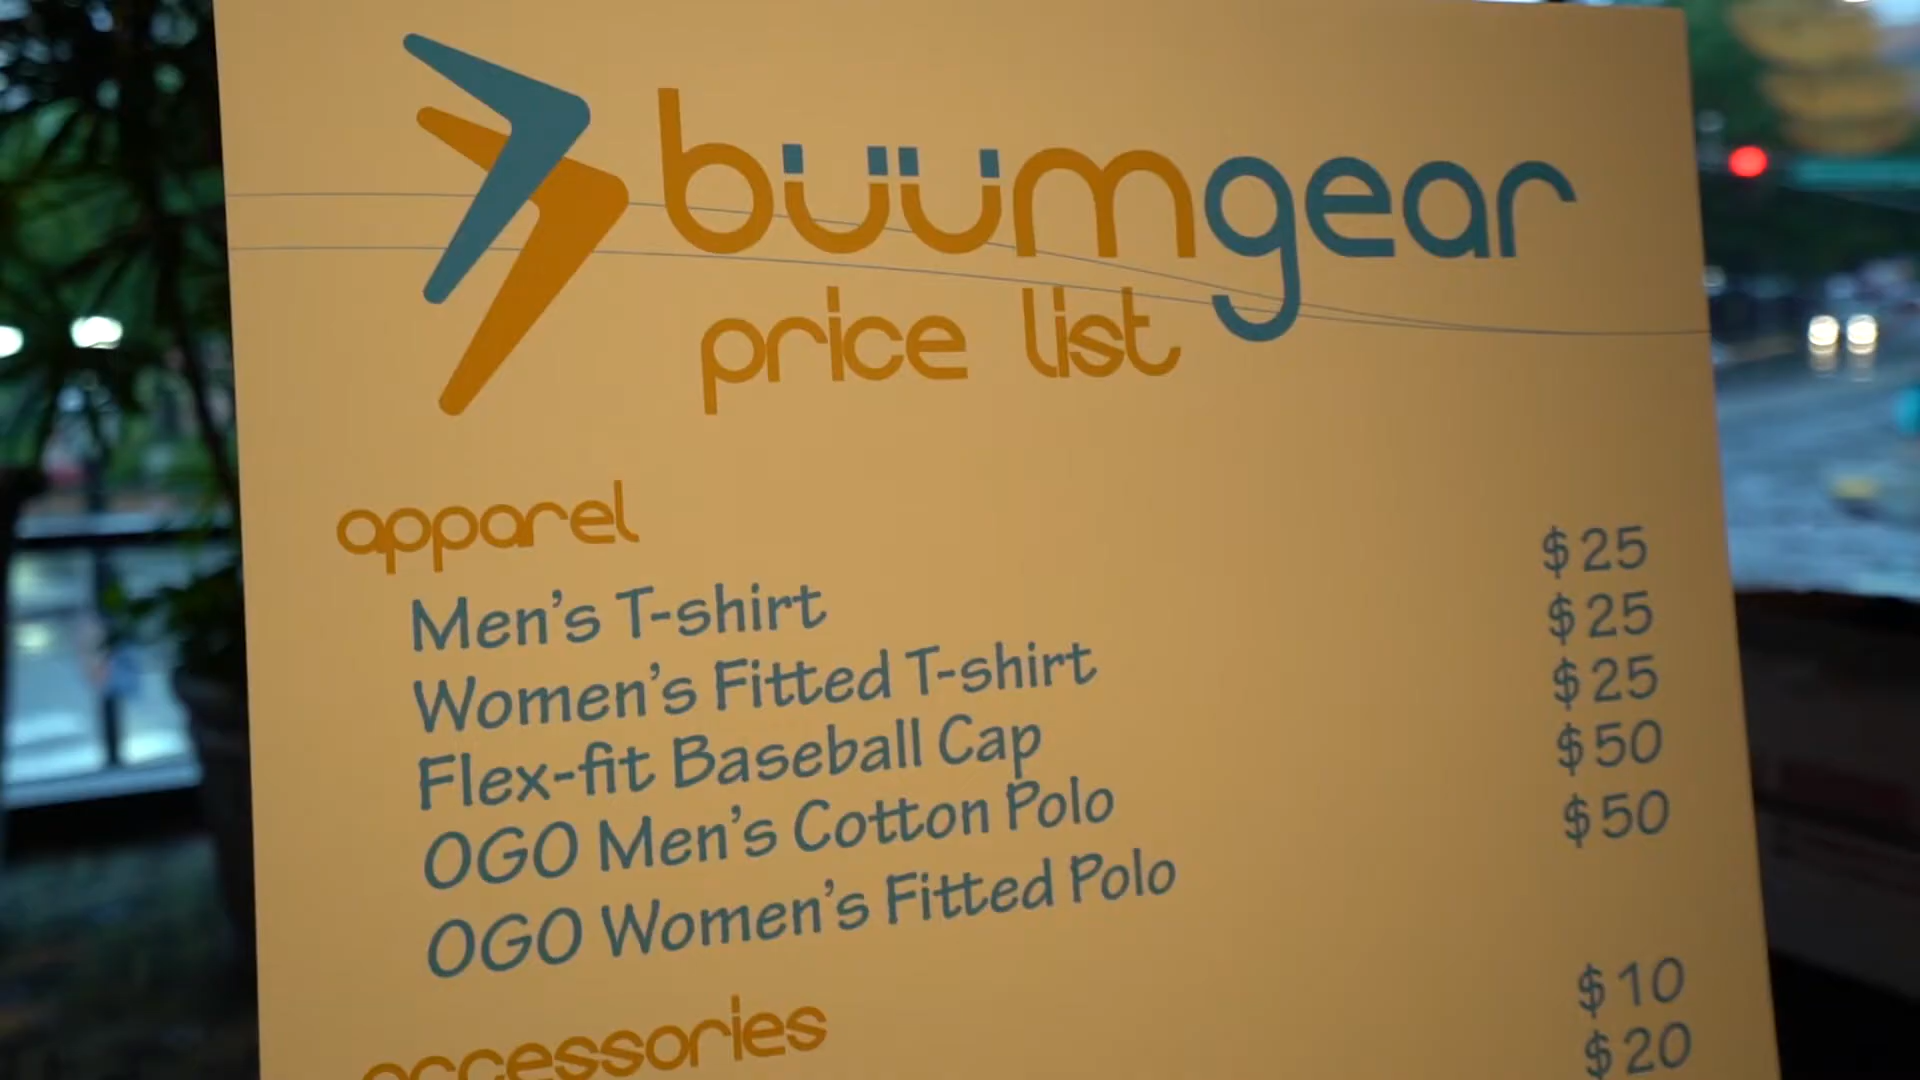 büümgear
price list
apparel
Men's T-shirt $25
Women's Fitted T-shirt $25
Flex-fit Baseball Cap $25
OGO Men's Cotton Polo $50
OGO Women's Fitted Polo $50
accessories
$10
$20